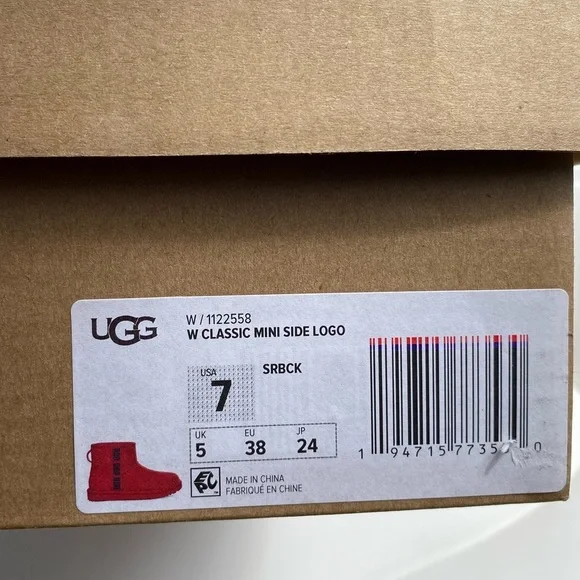 UGG
W / 1122558
W CLASSIC MINI SIDE LOGO
USA
7
SRBCK
UK EU JP
5 38 24
MADE IN CHINA
FABRIQUÉ EN CHINE